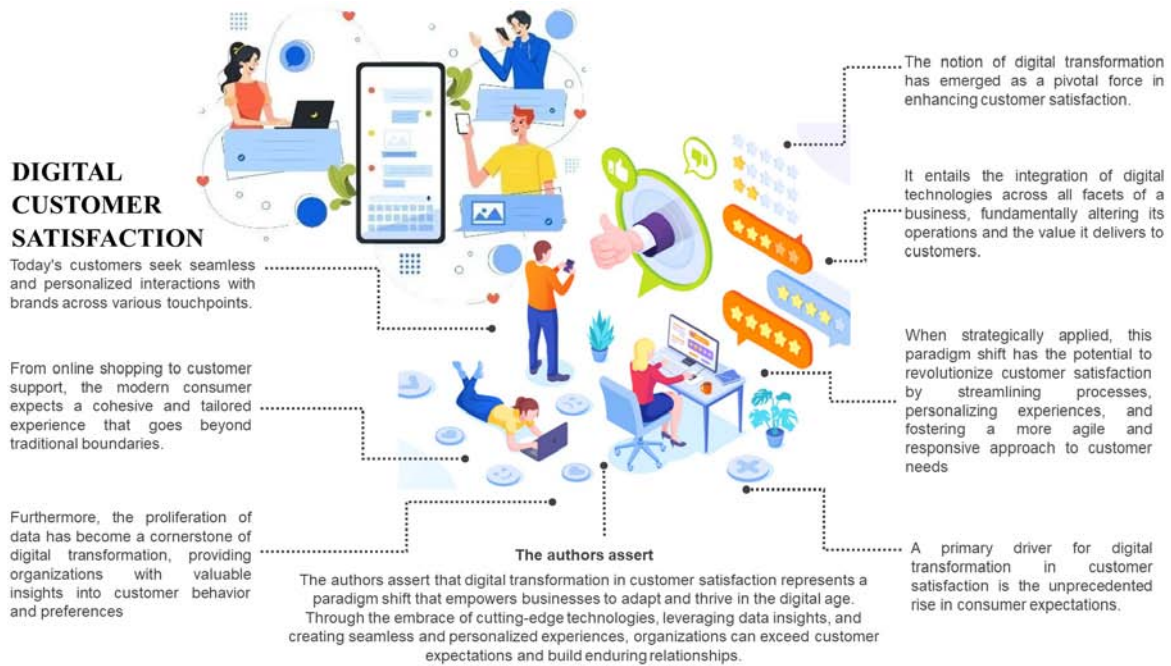 DIGITAL
CUSTOMER
SATISFACTION
Today's customers seek seamless
and personalized interactions with
brands across various touchpoints.
From online shopping to customer
support, the modern consumer
expects a cohesive and tailored
experience that goes beyond
traditional boundaries.
Furthermore, the proliferation of
data has become a cornerstone of
digital transformation, providing
organizations with valuable
insights into customer behavior
and preferences
The authors assert
The authors assert that digital transformation in customer satisfaction represents a
paradigm shift that empowers businesses to adapt and thrive in the digital age.
Through the embrace of cutting-edge technologies, leveraging data insights, and
creating seamless and personalized experiences, organizations can exceed customer
expectations and build enduring relationships.
The notion of digital transformation
has emerged as a pivotal force in
enhancing customer satisfaction.
It entails the integration of digital
technologies across all facets of a
business, fundamentally altering its
operations and the value it delivers to
customers.
When strategically applied, this
paradigm shift has the potential to
revolutionize customer satisfaction
by streamlining processes,
personalizing experiences, and
fostering a more agile and
responsive approach to customer
needs
A primary driver for digital
transformation in customer
satisfaction is the unprecedented
rise in consumer expectations.